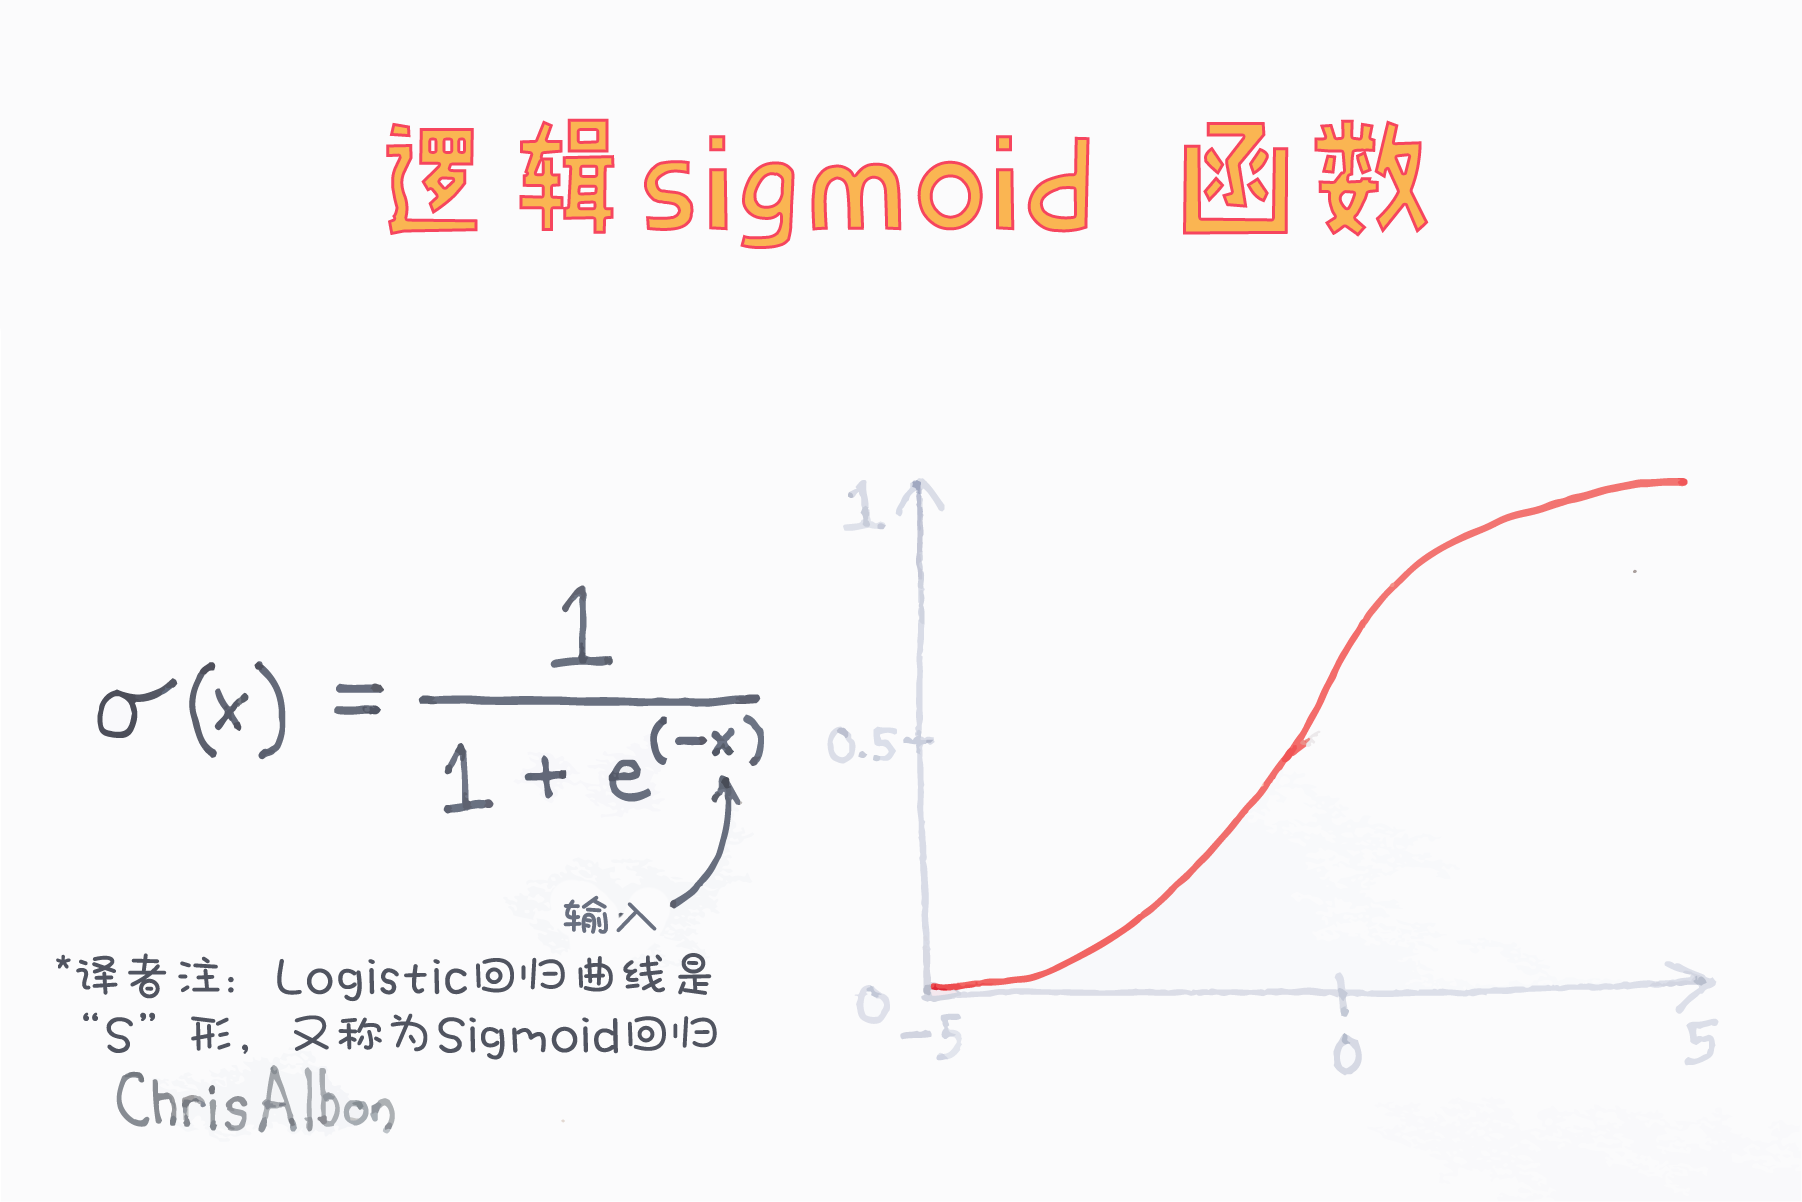 逻辑sigmoid 函数
σ(x) = 1 / (1 + e^(-x))
输入
*译者注：Logistic回归曲线是
“S”形，又称为Sigmoid回归
Chris Albon
1
0.5
0
-5
0
5